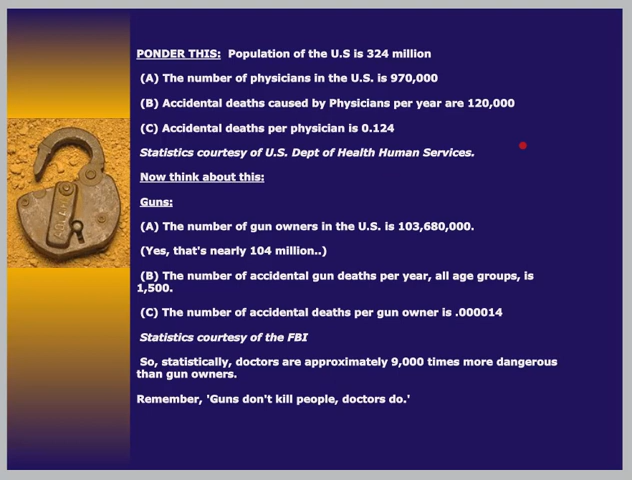 PONDER THIS: Population of the U.S is 324 million
(A) The number of physicians in the U.S. is 970,000
(B) Accidental deaths caused by Physicians per year are 120,000
(C) Accidental deaths per physician is 0.124
Statistics courtesy of U.S. Dept of Health Human Services.
Now think about this:
Guns:
(A) The number of gun owners in the U.S. is 103,680,000.
(Yes, that's nearly 104 million..)
(B) The number of accidental gun deaths per year, all age groups, is
1,500.
(C) The number of accidental deaths per gun owner is .000014
Statistics courtesy of the FBI
So, statistically, doctors are approximately 9,000 times more dangerous
than gun owners.
Remember, 'Guns don't kill people, doctors do.'